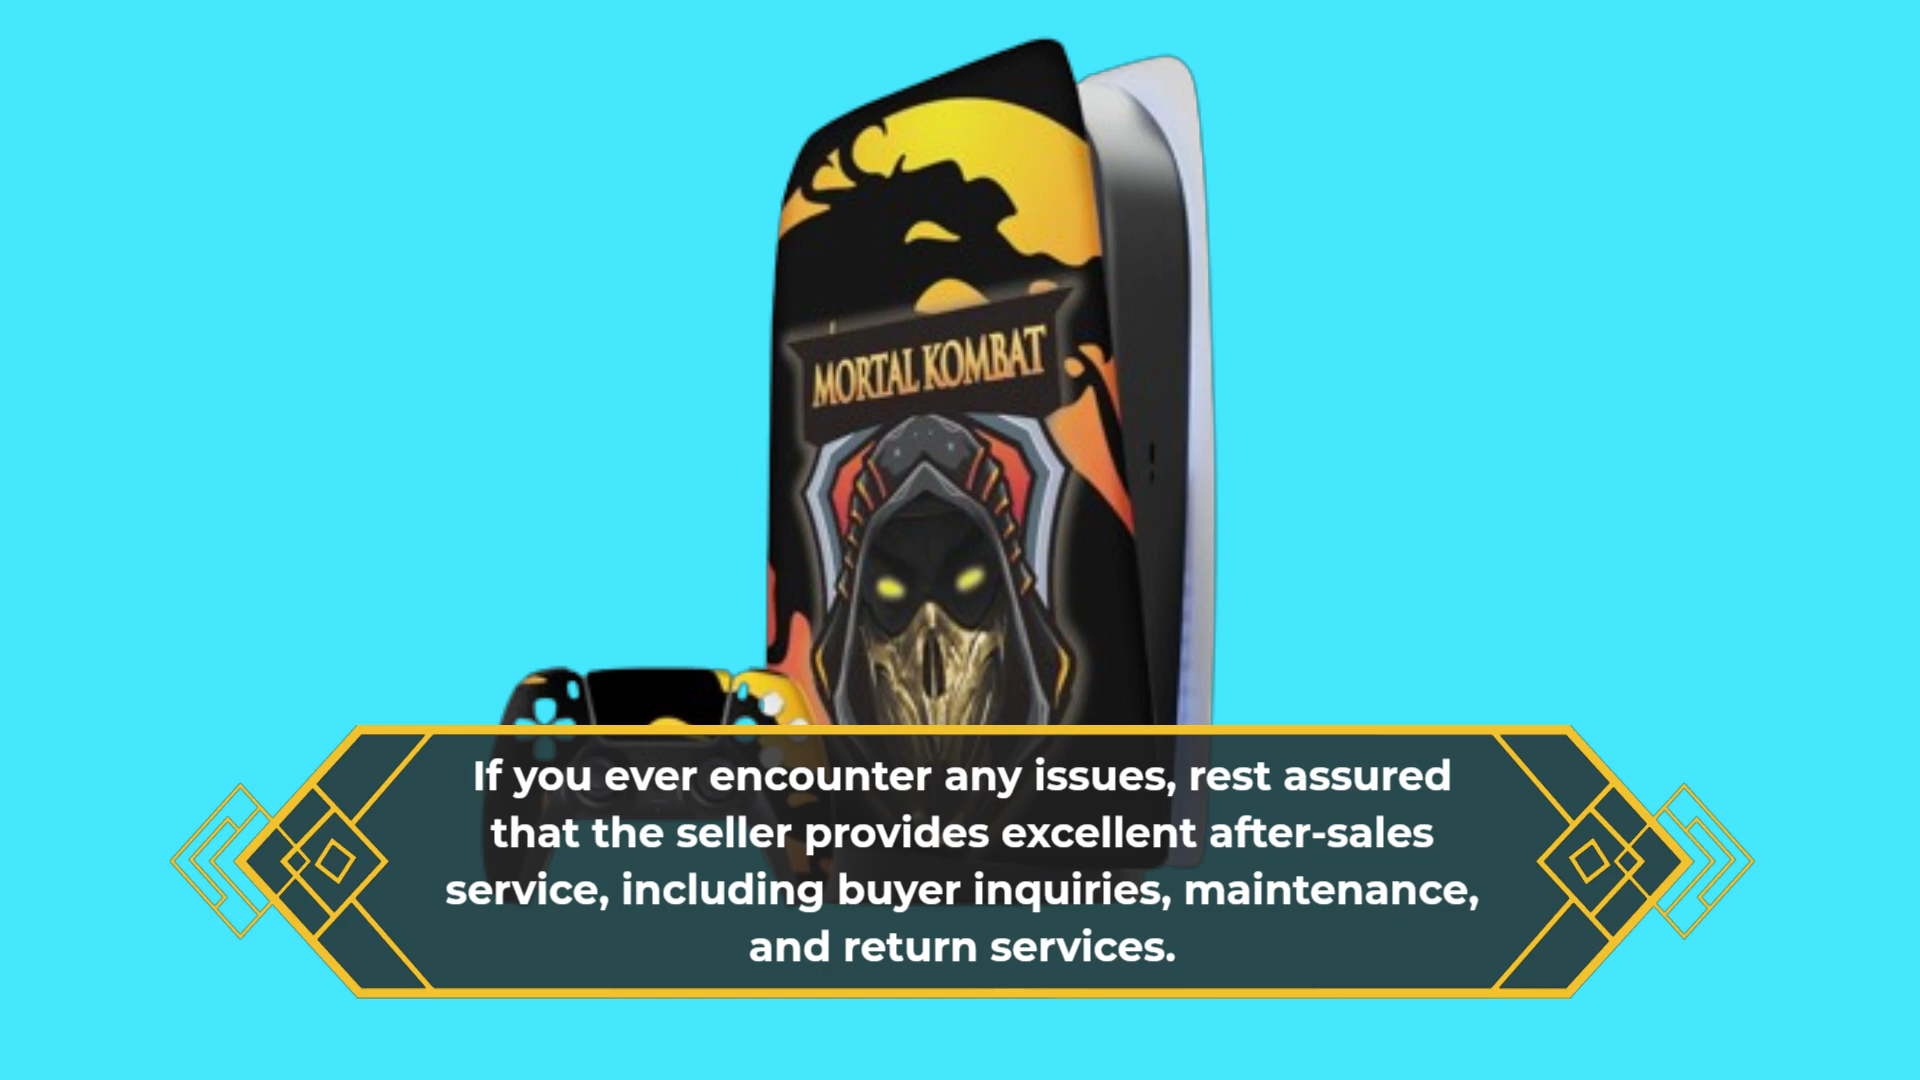 MORTAL KOMBAT
If you ever encounter any issues, rest assured
that the seller provides excellent after-sales
service, including buyer inquiries, maintenance,
and return services.